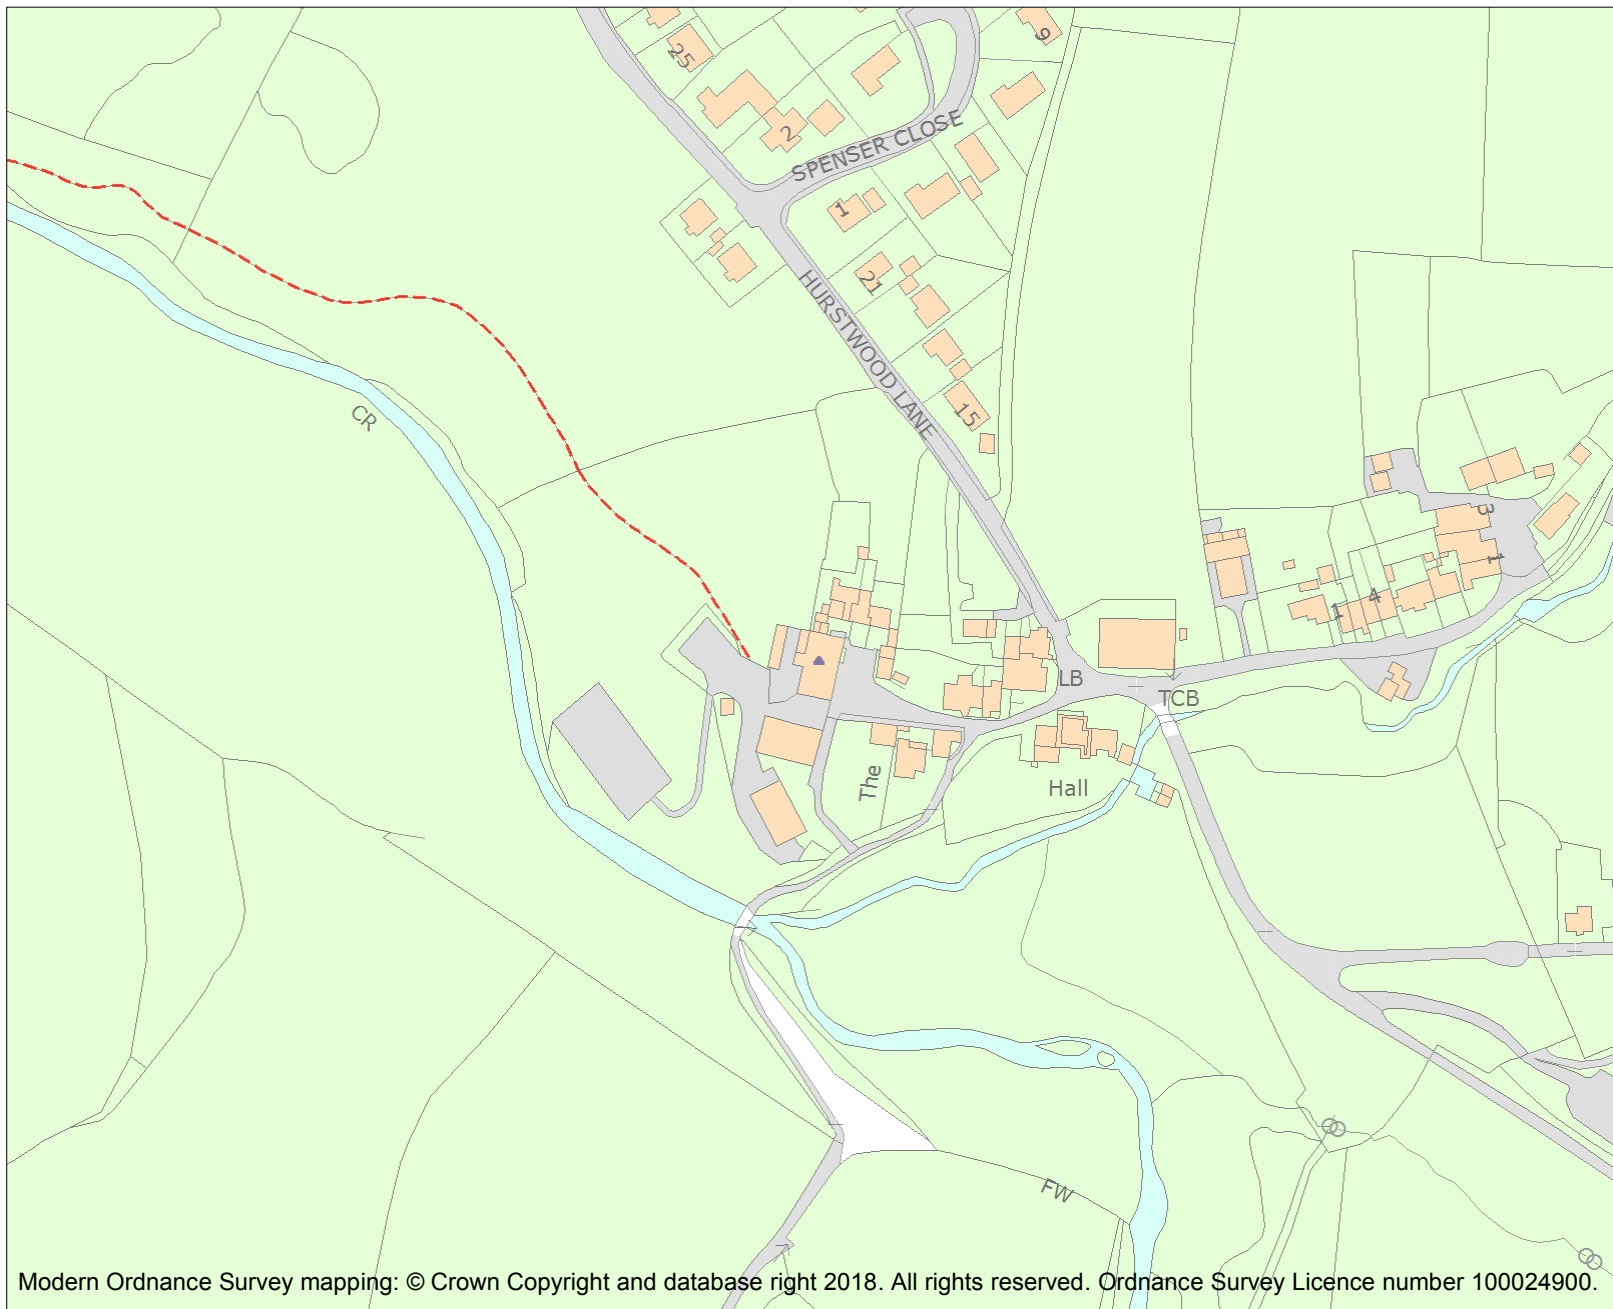 25
9
2
SPENSER CLOSE
1
21
HURSTWOOD LANE
15
CR
3
1
4
1
LB
TCB
The
Hall
FW
Modern Ordnance Survey mapping: © Crown Copyright and database right 2018. All rights reserved. Ordnance Survey Licence number 100024900.